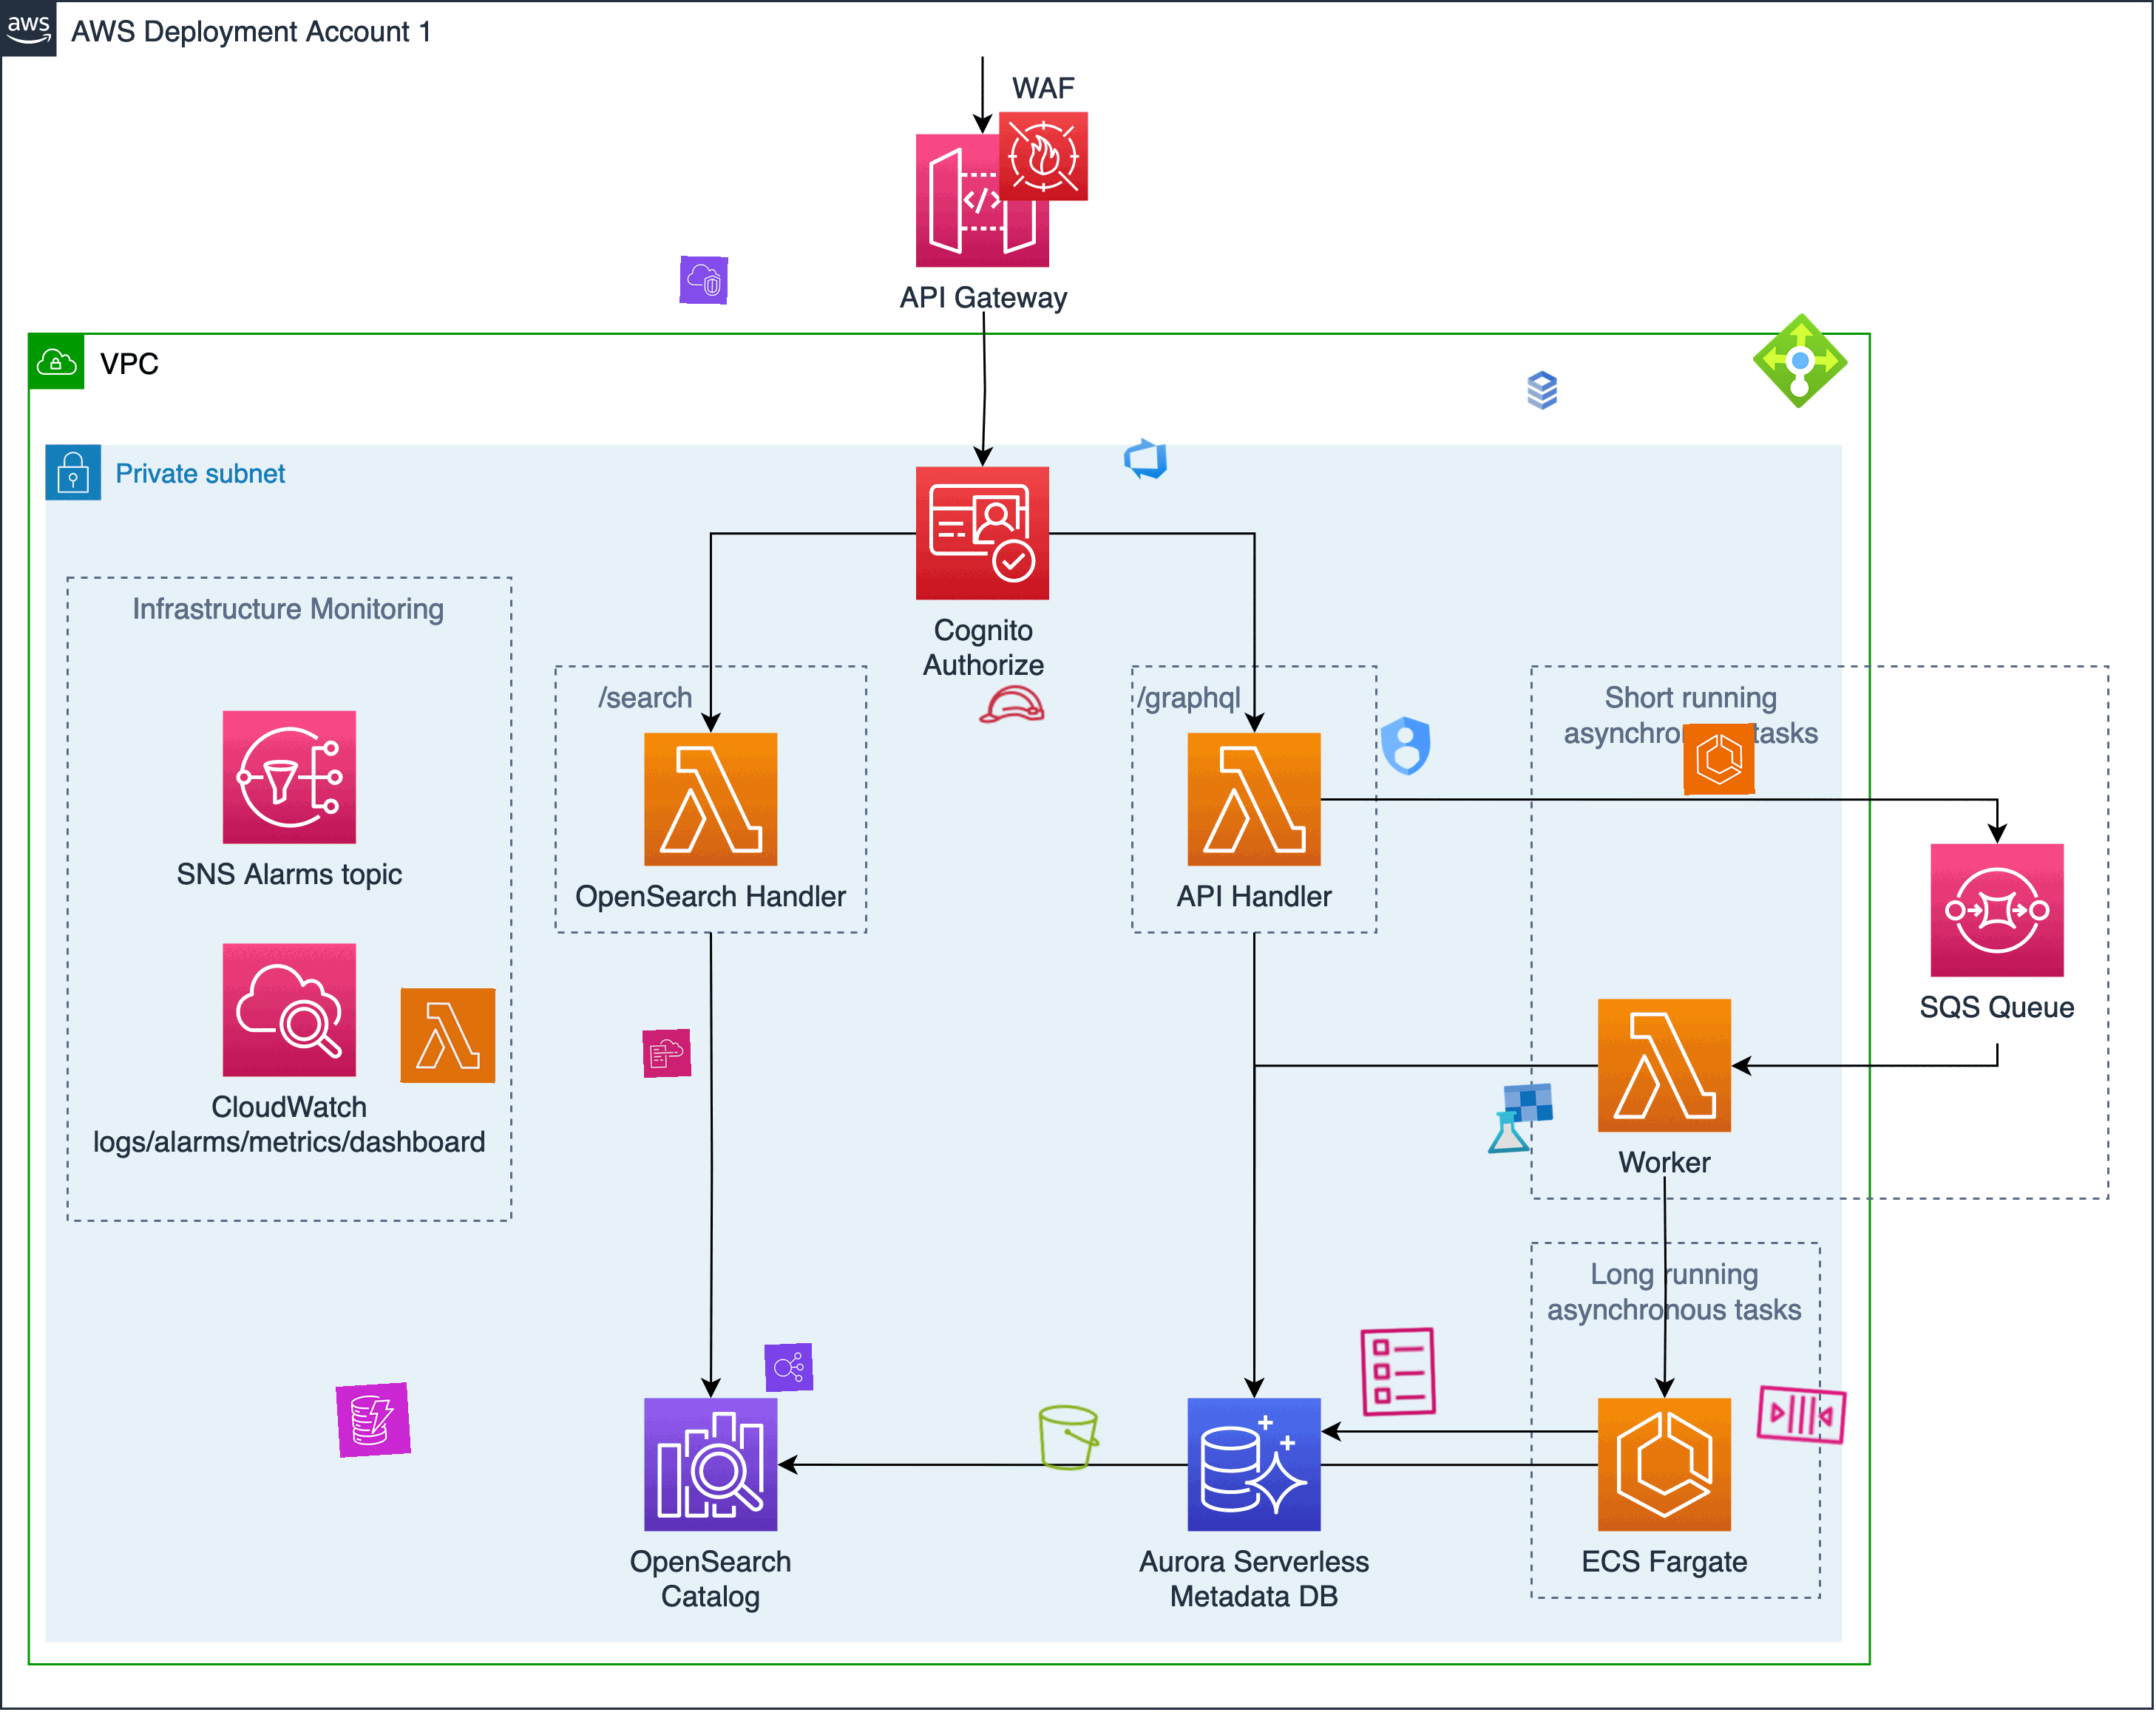 aws
AWS Deployment Account 1
WAF
API Gateway
VPC
Private subnet
Cognito
Authorize
Infrastructure Monitoring
/search
/graphql
Short running
asynchro tasks
SNS Alarms topic
OpenSearch Handler
API Handler
SQS Queue
CloudWatch
logs/alarms/metrics/dashboard
Worker
Long running
asynchronous tasks
OpenSearch
Catalog
Aurora Serverless
Metadata DB
ECS Fargate